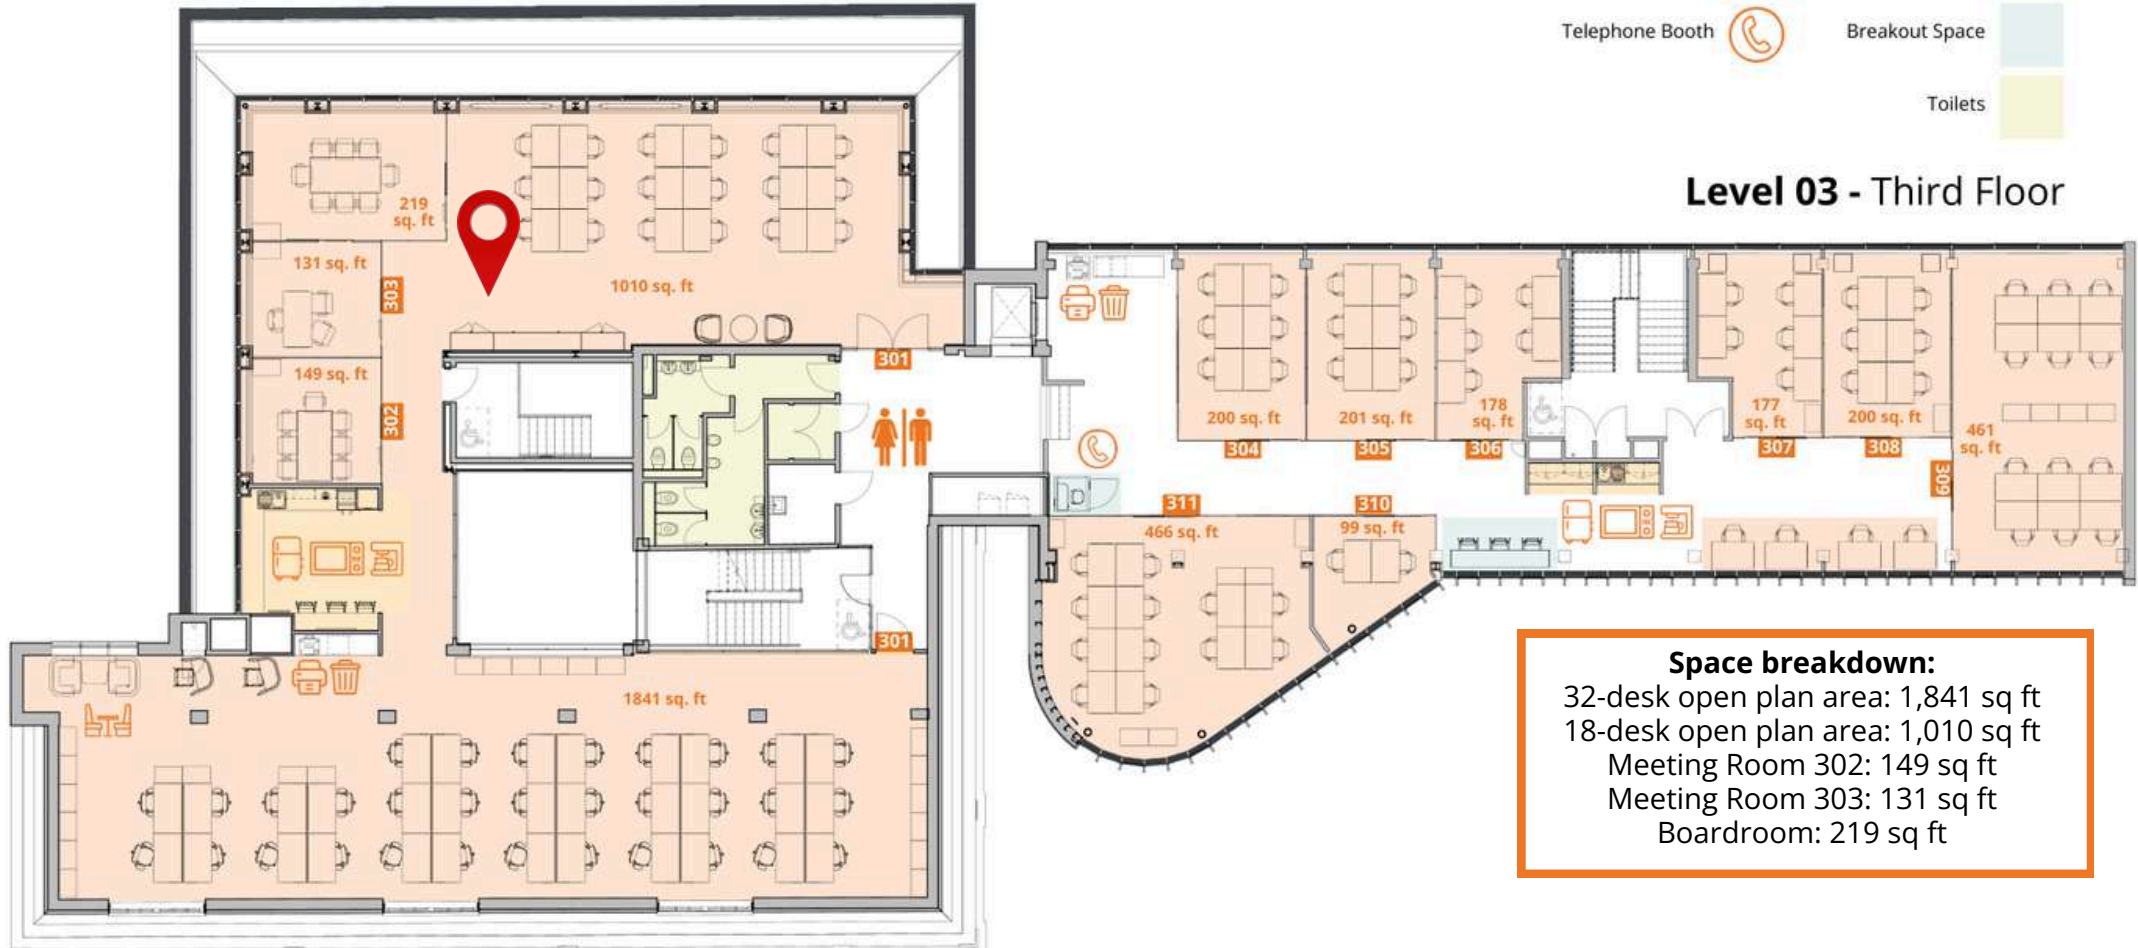 Telephone Booth
Breakout Space
Toilets
Level 03 - Third Floor
219
sq. ft
131 sq. ft
303
1010 sq. ft
301
149 sq. ft
302
200 sq. ft
304
201 sq. ft
305
178
sq. ft
306
177
sq. ft
307
200 sq. ft
308
461
sq. ft
309
311
466 sq. ft
310
99 sq. ft
301
1841 sq. ft
Space breakdown:
32-desk open plan area: 1,841 sq ft
18-desk open plan area: 1,010 sq ft
Meeting Room 302: 149 sq ft
Meeting Room 303: 131 sq ft
Boardroom: 219 sq ft